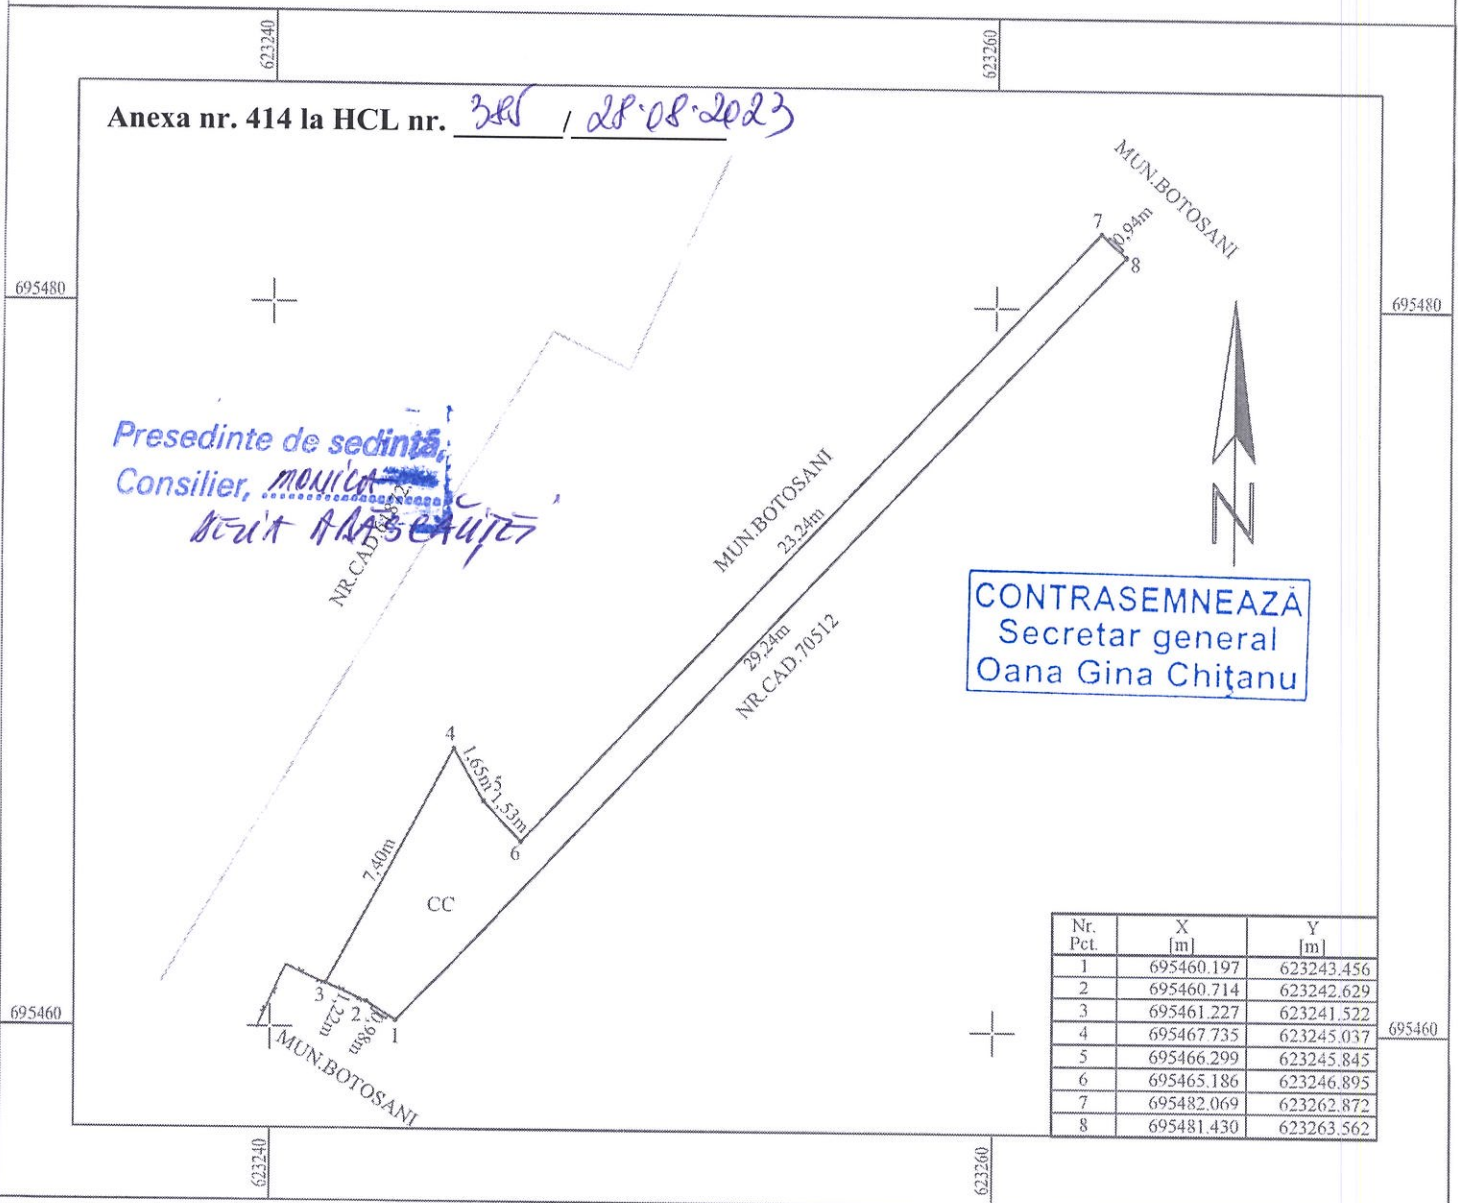 623240
623260
Anexa nr. 414 la HCL nr. 385 / 28.08.2023
MUN.BOTOSANI
7
0,94m
8
695480
695480
Presedinte de sedintă,
Consilier, MONICA
MUN.BOTOSANI
23,24m
N
NR.CAD.
29,24m
NR.CAD.70512
CONTRASEMNEAZĂ
Secretar general
Oana Gina Chițanu
4
1,65m
5
1,53m
6
7,40m
CC
3
1,22m
2
0,98m
1
MUN.BOTOSANI
695460
695460
Nr. Pct. X [m] Y [m]
1 695460.197 623243.456
2 695460.714 623242.629
3 695461.227 623241.522
4 695467.735 623245.037
5 695466.299 623245.845
6 695465.186 623246.895
7 695482.069 623262.872
8 695481.430 623263.562
623240
623260